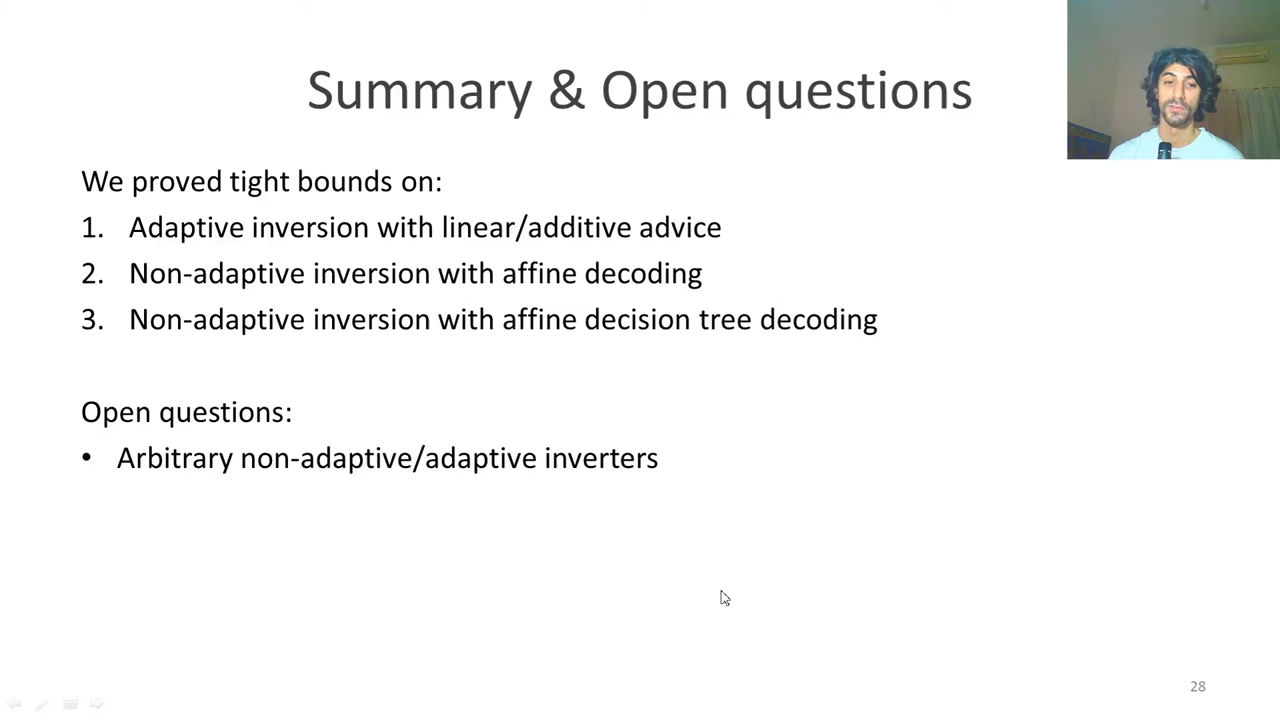 Summary & Open questions
We proved tight bounds on:
1. Adaptive inversion with linear/additive advice
2. Non-adaptive inversion with affine decoding
3. Non-adaptive inversion with affine decision tree decoding
Open questions:
• Arbitrary non-adaptive/adaptive inverters
28